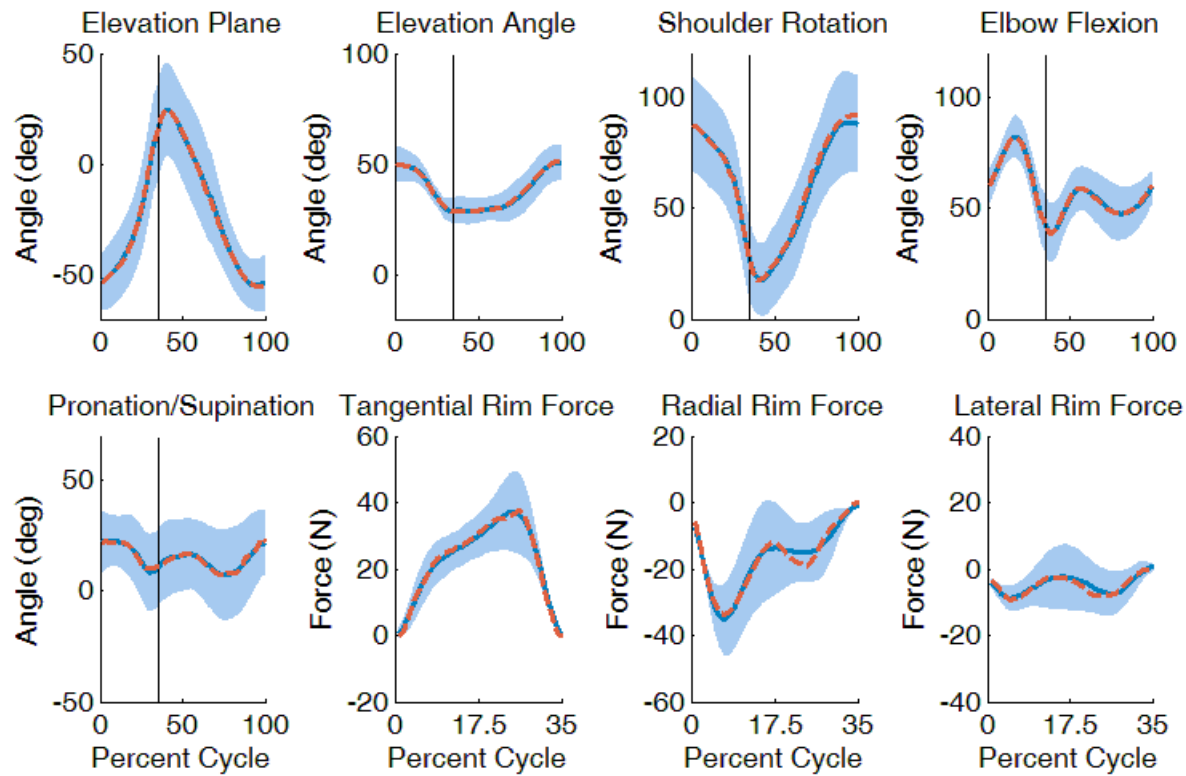 Elevation Plane
Elevation Angle
Shoulder Rotation
Elbow Flexion
Angle (deg)
50
0
-50
0
50
100
Angle (deg)
100
50
0
0
50
100
Angle (deg)
100
50
0
0
50
100
Angle (deg)
100
50
0
0
50
100
Pronation/Supination
Tangential Rim Force
Radial Rim Force
Lateral Rim Force
Angle (deg)
50
0
-50
0
50
100
Percent Cycle
Force (N)
60
40
20
0
-20
0
17.5
35
Percent Cycle
Force (N)
20
0
-20
-40
-60
0
17.5
35
Percent Cycle
Force (N)
40
20
0
-20
-40
0
17.5
35
Percent Cycle